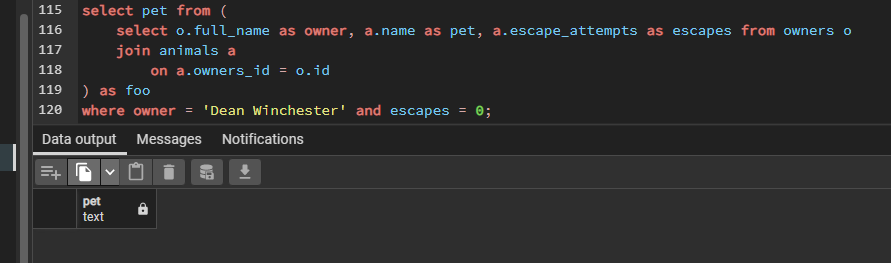 115 select pet from (
116     select o.full_name as owner, a.name as pet, a.escape_attempts as escapes from owners o
117     join animals a
118         on a.owners_id = o.id
119 ) as foo
120 where owner = 'Dean Winchester' and escapes = 0;
Data output Messages Notifications
pet
text